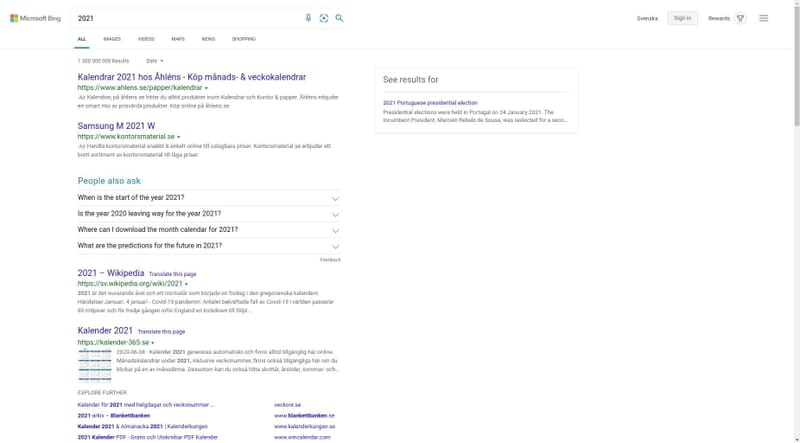 Microsoft Bing
2021
Svenska
Sign in
Rewards
ALL IMAGES VIDEOS MAPS NEWS SHOPPING
1 300 000 000 Results Date
Kalendrar 2021 hos Åhléns - Köp månads- & veckokalendrar
https://www.ahlens.se/papper/kalendrar
Ad Kalendrar, på åhlens.se hittar du alltid produkter inom Kalendrar och Kontor & papper. Åhléns erbjuder
en smart mix av prisvärda produkter. Köp online på åhlens.se
Samsung M 2021 W
https://www.kontorsmaterial.se
Ad Handla kontorsmaterial snabbt & enkelt online till oslagbara priser. Kontorsmaterial.se erbjuder ett
brett sortiment av kontorsmaterial till låga priser
People also ask
When is the start of the year 2021?
Is the year 2020 leaving way for the year 2021?
Where can I download the month calendar for 2021?
What are the predictions for the future in 2021?
Feedback
2021 – Wikipedia Translate this page
https://sv.wikipedia.org/wiki/2021
2021 är det nuvarande året och ett normalår som började en fredag i den gregorianska kalendern
Händelser Januari. 4 januari - Covid-19 pandemin: Antalet bekräftade fall av Covid-19 i världen passerar
85 miljoner och för tredje gången inför England en lockdown till följd ...
Kalender 2021 Translate this page
https://kalender-365.se
2020-06-08 · Kalender 2021 genereras automatiskt och finns alltid tillgänglig här online.
Månadskalendrar under 2021, inklusive veckonummer, finns också tillgängliga här om du
klickar på en av månaderna. Dessutom kan du också hitta skottår, årstider, sommar- och...
EXPLORE FURTHER
Kalender för 2021 med helgdagar och veckonummer ... veckonr.se
2021-arkiv – Blankettbanken www.blankettbanken.se
Kalender 2021 & Almanacka 2021 | Kalenderkungen www.kalenderkungen.se
2021 Kalender PDF - Gratis och Utskrivbar PDF Kalender www.wincalendar.com
See results for
2021 Portuguese presidential election
Presidential elections were held in Portugal on 24 January 2021. The
incumbent President, Marcelo Rebelo de Sousa, was reelected for a seco...